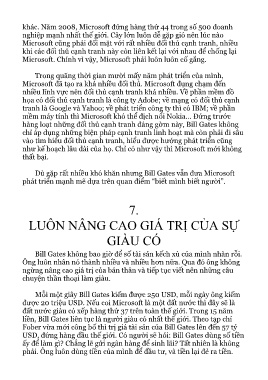 khác. Năm 2008, Microsoft đứng hàng thứ 44 trong số 500 doanh
nghiệp mạnh nhất thế giới. Cây lớn luôn dễ gặp gió nên lúc nào
Microsoft cũng phải đối mặt với rất nhiều đối thủ cạnh tranh, nhiều
khi các đối thủ cạnh tranh này còn liên kết lại với nhau để chống lại
Microsoft. Chính vì vậy, Microsoft phải luôn luôn cố gắng.
Trong quãng thời gian mười mấy năm phát triển của mình,
Microsoft đã tạo ra khá nhiều đối thủ. Microsoft đụng chạm đến
nhiều lĩnh vực nên đối thủ cạnh tranh khá nhiều. Về phần mềm đồ
họa có đối thủ cạnh tranh là công ty Adobe; về mạng có đối thủ cạnh
tranh là Google và Yahoo; về phát triển công ty thì có IBM; về phần
mềm máy tính thì Microsoft khó thể địch nổi Nokia... Đứng trước
hàng loạt những đối thủ cạnh tranh đáng gờm này, Bill Gates không
chỉ áp dụng những biện pháp cạnh tranh linh hoạt mà còn phải đi sâu
vào tìm hiểu đối thủ cạnh tranh, hiểu được hướng phát triển cũng
như kế hoạch lâu dài của họ. Chỉ có như vậy thì Microsoft mới không
thất bại.
Dù gặp rất nhiều khó khăn nhưng Bill Gates vẫn đưa Microsoft
phát triển mạnh mẽ dựa trên quan điểm "biết mình biết người".
7.
LUÔN NÂNG CAO GIÁ TRỊ CỦA SỰ
GIÀU CÓ
Bill Gates không bao giờ để số tài sản kếch xù của mình nhàn rỗi.
Ông luôn nâng nó thành nhiều và nhiều hơn nữa. Qua đó ông không
ngừng nâng cao giá trị của bản thân và tiếp tục viết nên những câu
chuyện thần thoại làm giàu.
Mỗi một giây Bill Gates kiếm được 250 USD, mỗi ngày ông kiếm
được 20 triệu USD. Nếu coi Microsoft là một đất nước thì đây sẽ là
đất nước giàu có xếp hàng thứ 37 trên toàn thế giới. Trong 15 năm
liền, Bill Gates liên tục là người giàu có nhất thế giới. Theo tạp chí
Fober vừa mới công bố thì trị giá tài sản của Bill Gates lên đến 57 tỷ
USD, đứng hàng đầu thế giới. Có người sẽ hỏi: Bill Gates dùng số tiền
ấy để làm gì? Chẳng lẽ gửi ngân hàng để sinh lãi? Tất nhiên là không
phải. Ông luôn dùng tiền của mình để đầu tư, và tiền lại đẻ ra tiền.